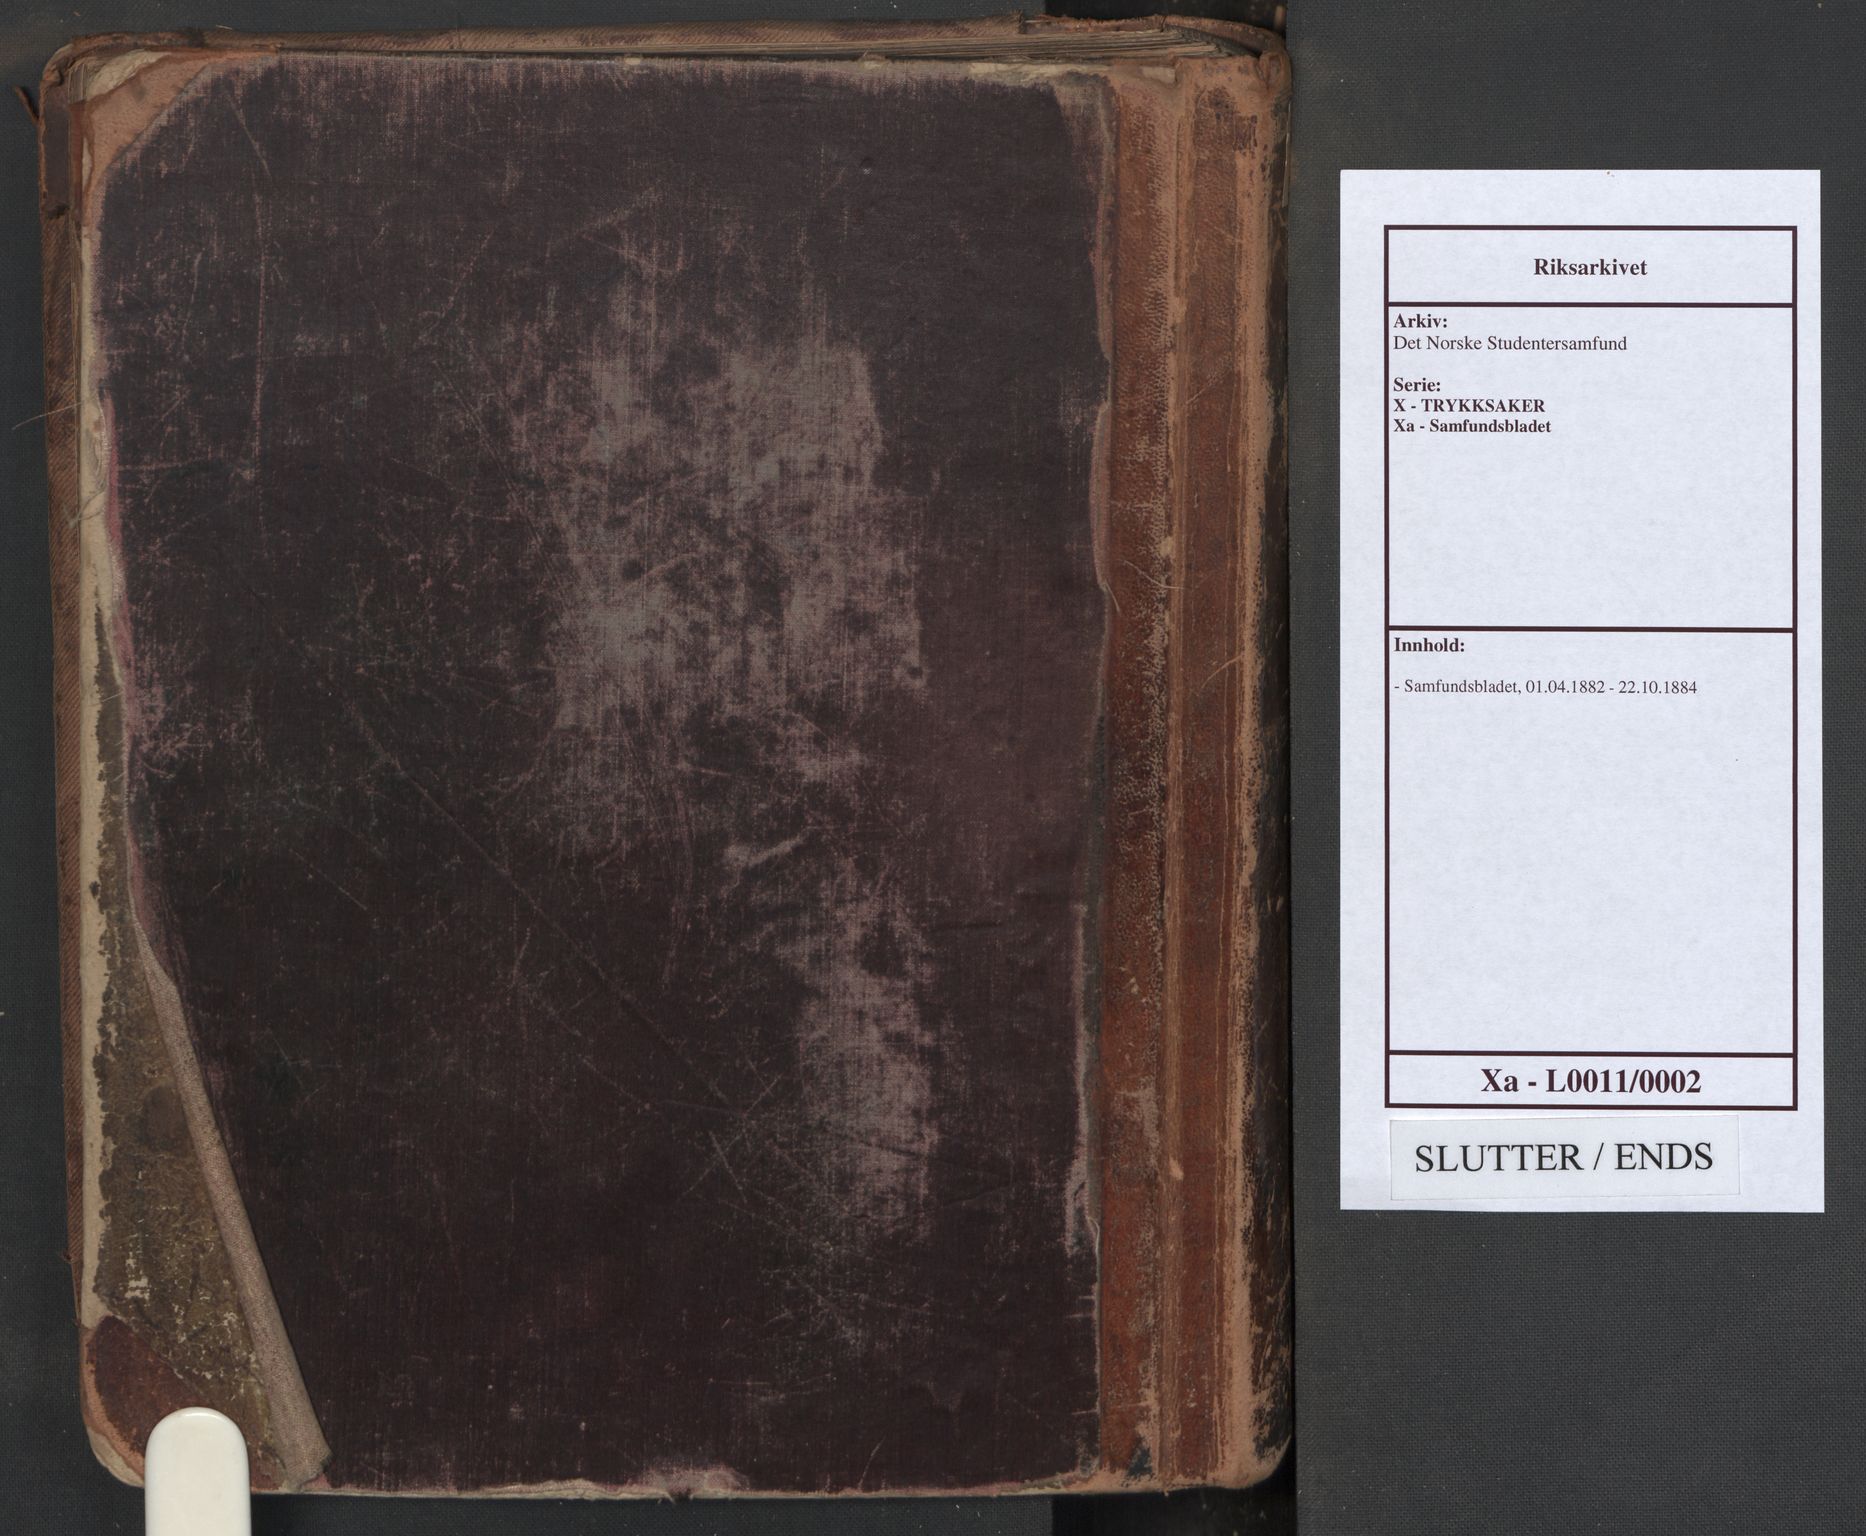 Riksarkivet
Arkiv:
Det Norske Studentersamfund
Serie:
X - TRYKKSAKER
Xa - Samfundsbladet
Innhold:
- Samfundsbladet, 01.04.1882 - 22.10.1884
Xa - L0011/0002
SLUTTER / ENDS